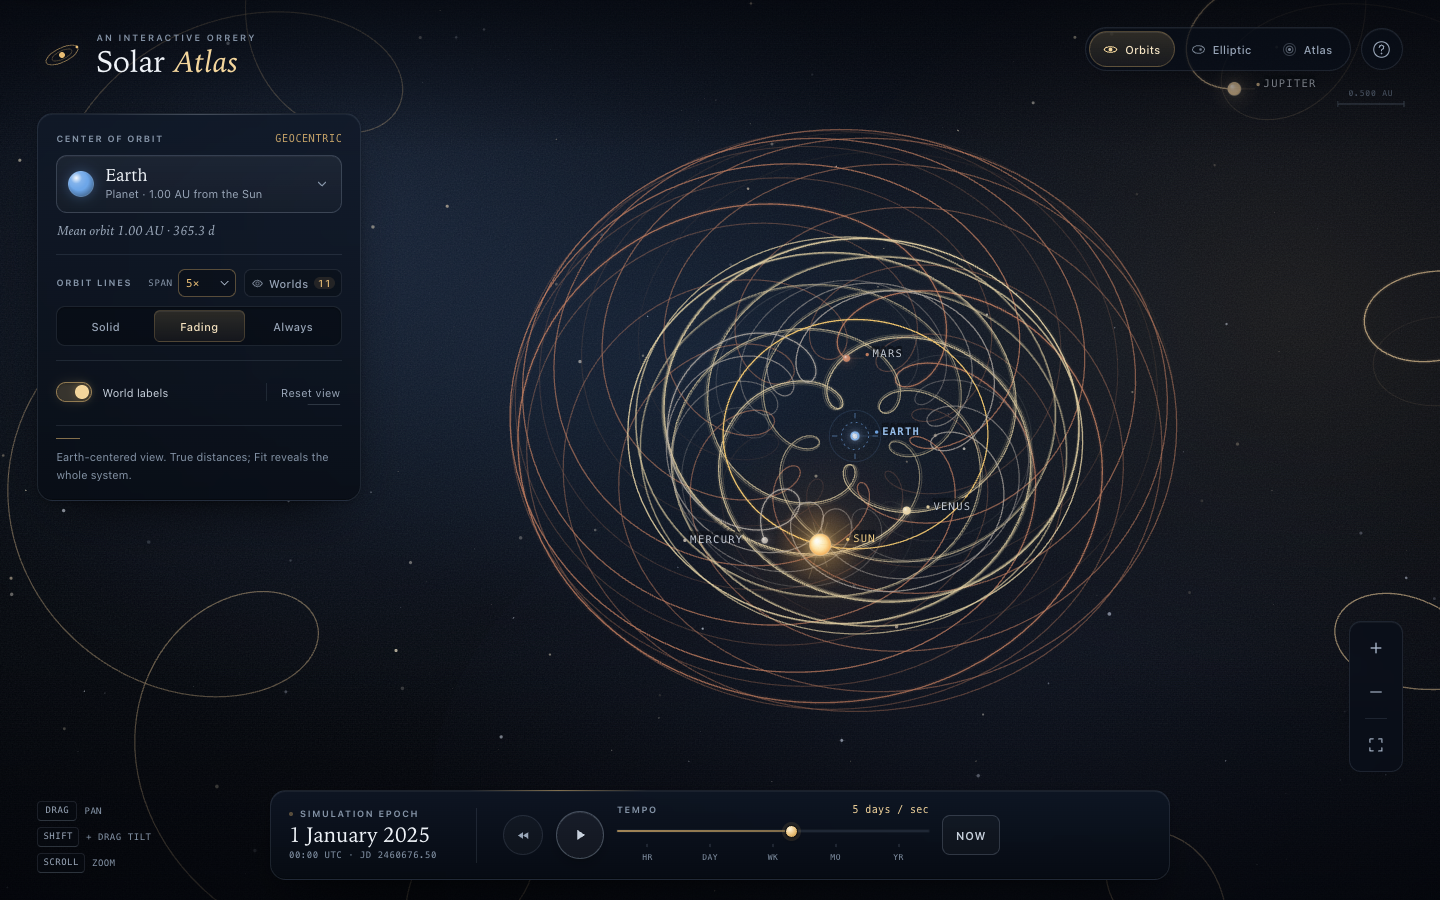 AN INTERACTIVE ORRERY
Solar Atlas
Orbits
Elliptic
Atlas
?
JUPITER
0.500 AU
CENTER OF ORBIT
GEOCENTRIC
Earth
Planet · 1.00 AU from the Sun
Mean orbit 1.00 AU · 365.3 d
ORBIT LINES
SPAN
5×
Worlds 11
Solid
Fading
Always
World labels
Reset view
Earth-centered view. True distances; Fit reveals the
whole system.
MARS
EARTH
VENUS
MERCURY
SUN
+
−
DRAG PAN
SHIFT + DRAG TILT
SCROLL ZOOM
SIMULATION EPOCH
1 January 2025
00:00 UTC · JD 2460676.50
TEMPO
5 days / sec
HR
DAY
WK
MO
YR
NOW